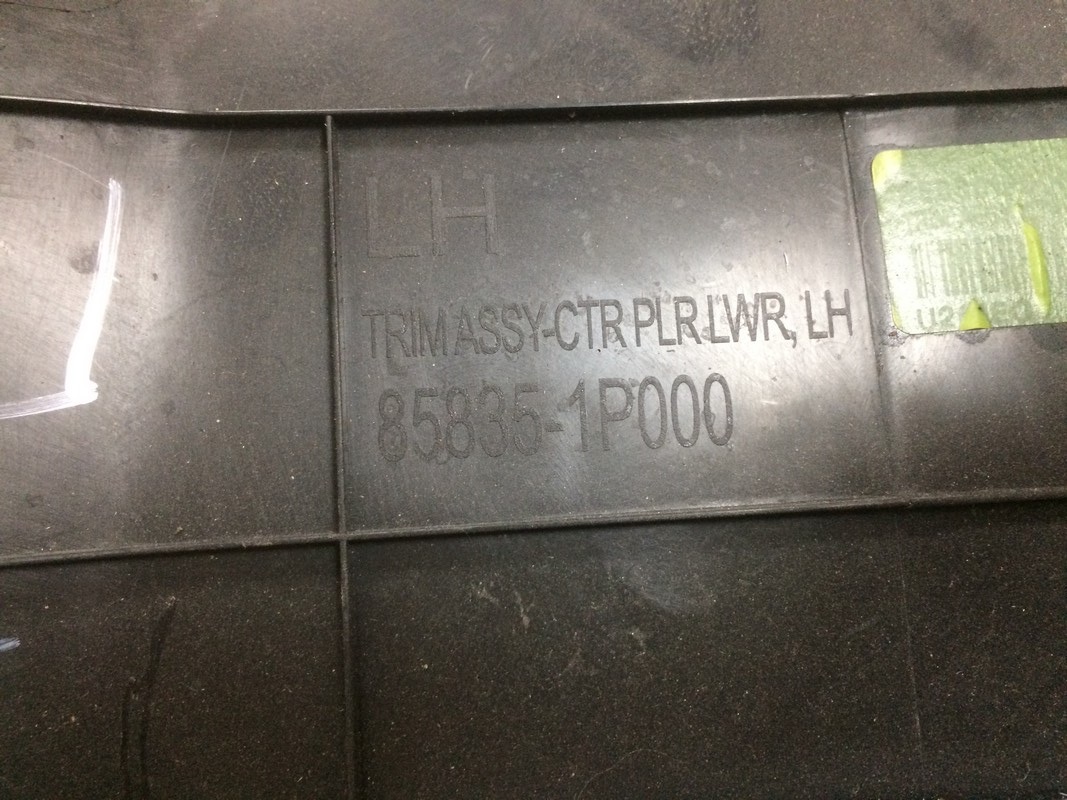 LH
TRIM ASSY-CTR PLR LWR, LH
85835-1P000